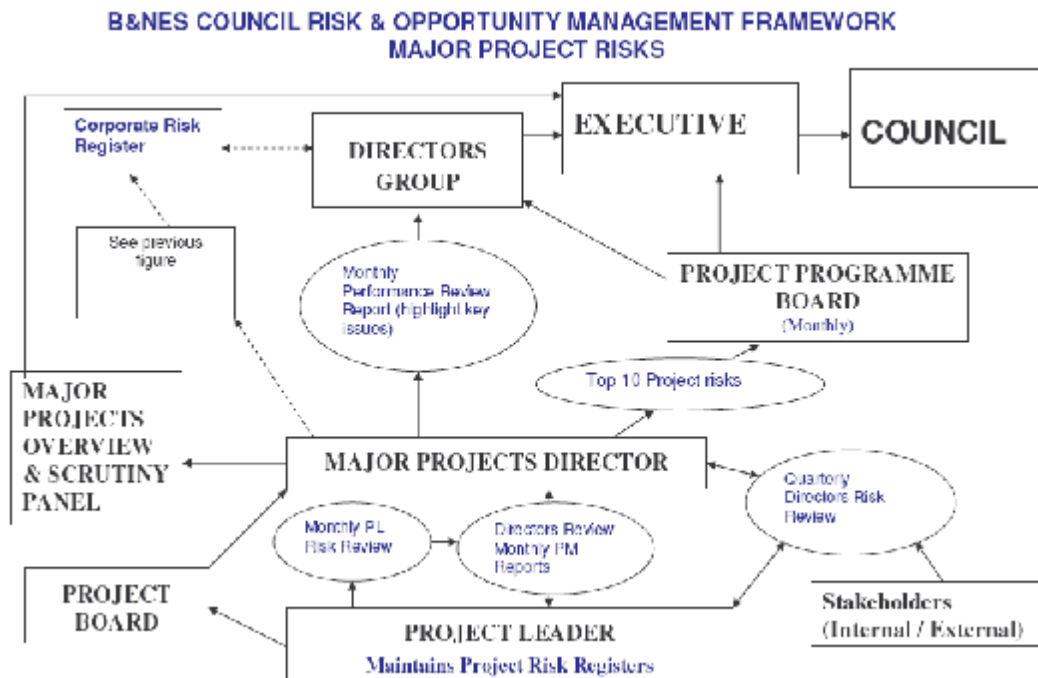 B&NES COUNCIL RISK & OPPORTUNITY MANAGEMENT FRAMEWORK
MAJOR PROJECT RISKS
Corporate Risk
Register
DIRECTORS
GROUP
EXECUTIVE
COUNCIL
See previous
figure
Monthly
Performance Review
Report (highlight key
issues)
PROJECT PROGRAMME
BOARD
(Monthly)
Top 10 Project risks
MAJOR
PROJECTS
OVERVIEW
& SCRUTINY
PANEL
MAJOR PROJECTS DIRECTOR
Quartorly
Directors Risk
Review
Monthly PL
Risk Review
Directors Review
Monthly PM
Reports
PROJECT
BOARD
PROJECT LEADER
Maintains Project Risk Registers
Stakeholders
(Internal / External)